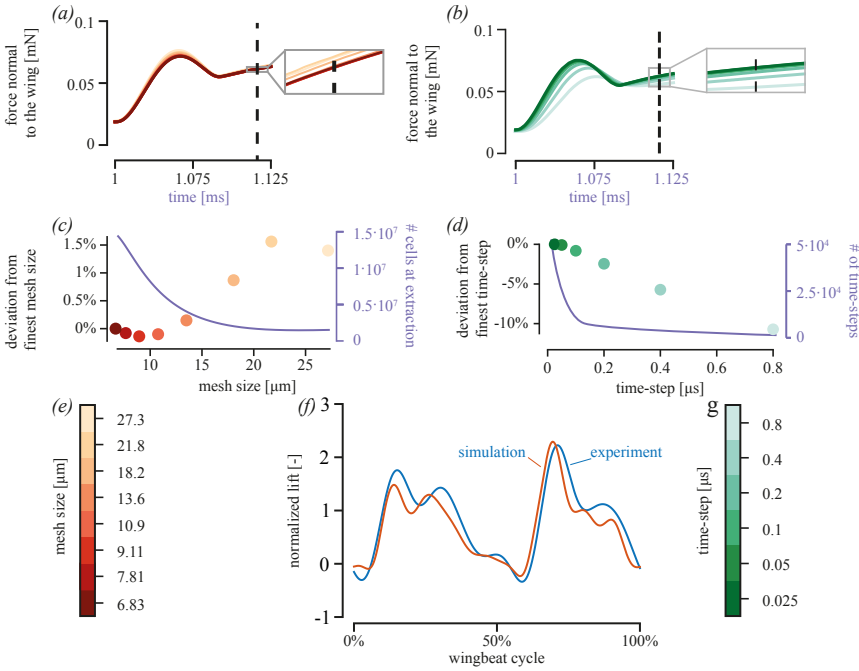 (a)
force normal
to the wing [mN]
0.1
0.05
0
1
1.075
1.125
time [ms]
(b)
force normal to
the wing [mN]
0.1
0.05
0
1
1.075
1.125
time [ms]
(c)
deviation from
finest mesh size
1.5%
1%
0.5%
0%
10
15
20
25
mesh size [µm]
1.5·10⁷
1·10⁷
0.5·10⁷
0
# cells at
extraction
(d)
deviation from
finest time-step
0%
-5%
-10%
0
0.2
0.4
0.6
0.8
time-step [µs]
5·10⁴
2.5·10⁴
0
# of time-steps
(e)
mesh size [µm]
27.3
21.8
18.2
13.6
10.9
9.11
7.81
6.83
(f)
normalized lift [-]
3
2
1
0
-1
simulation
experiment
0%
50%
100%
wingbeat cycle
g
time-step [µs]
0.8
0.4
0.2
0.1
0.05
0.025